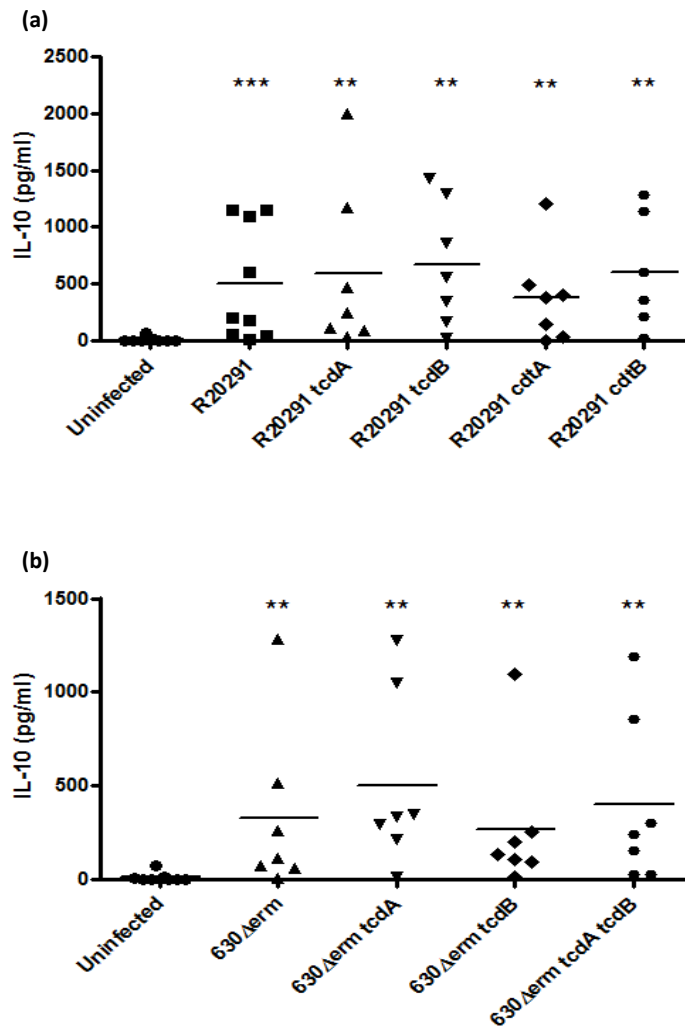 (a)
2500
2000
1500
1000
500
0
IL-10 (pg/ml)
*** ** ** ** **
Uninfected
R20291
R20291 tcdA
R20291 tcdB
R20291 cdtA
R20291 cdtB
(b)
1500
1000
500
0
IL-10 (pg/ml)
** ** ** **
Uninfected
630Δerm
630Δerm tcdA
630Δerm tcdB
630Δerm tcdA tcdB